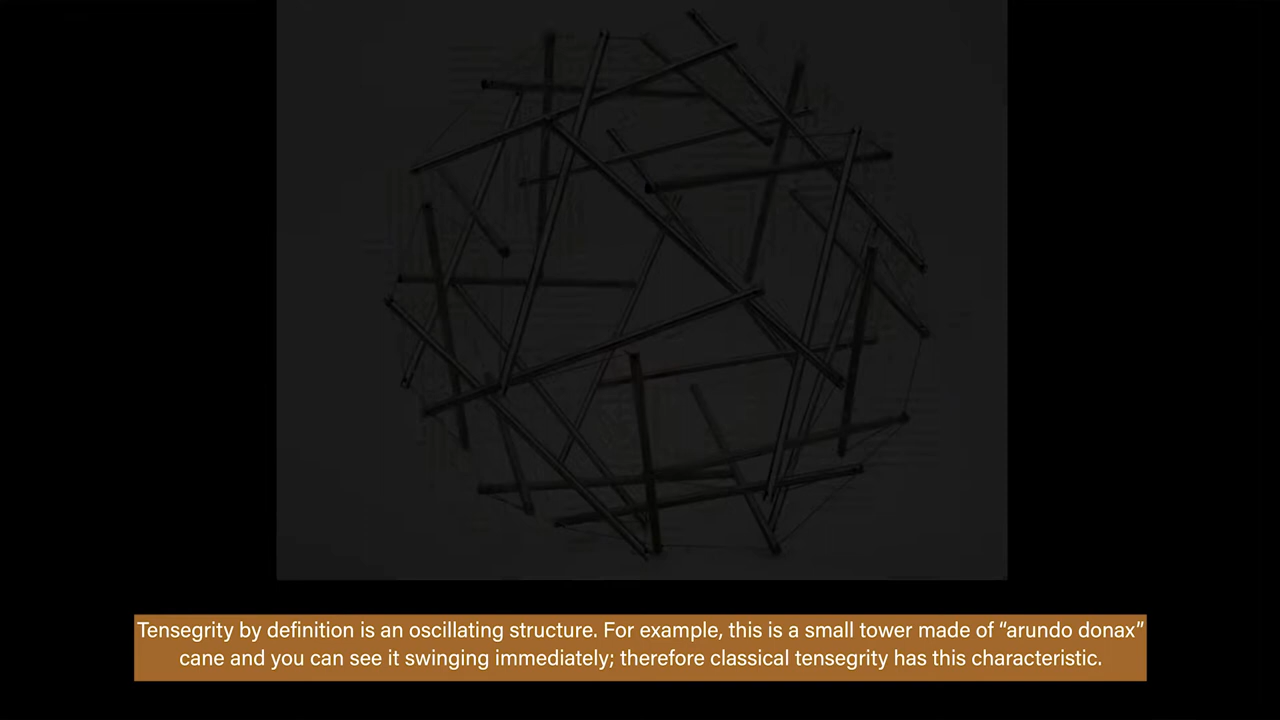 Tensegrity by definition is an oscillating structure. For example, this is a small tower made of “arundo donax”
cane and you can see it swinging immediately; therefore classical tensegrity has this characteristic.